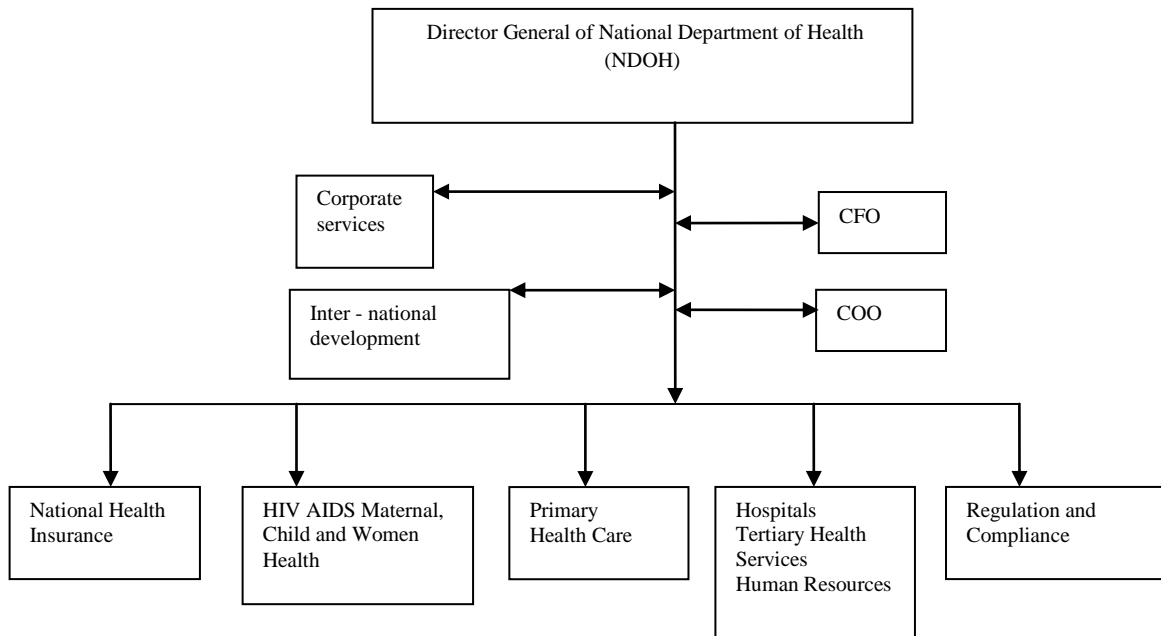 Director General of National Department of Health
(NDOH)
Corporate
services
CFO
Inter - national
development
COO
National Health
Insurance
HIV AIDS Maternal,
Child and Women
Health
Primary
Health Care
Hospitals
Tertiary Health
Services
Human Resources
Regulation and
Compliance